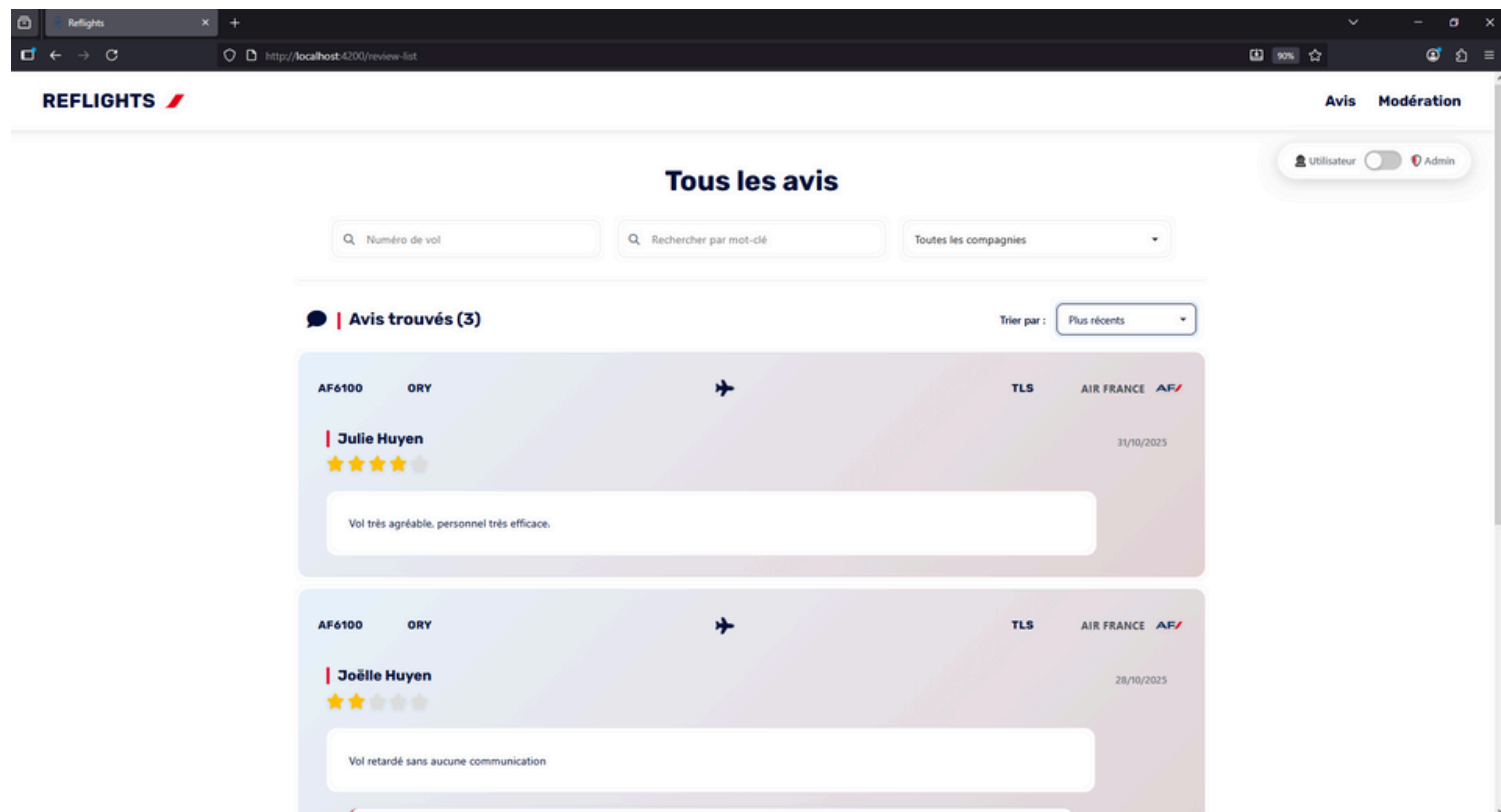 Reflights
http://localhost:4200/review-list
90%
REFLIGHTS
Avis Modération
Utilisateur Admin
Tous les avis
Numéro de vol Rechercher par mot-clé Toutes les compagnies
Avis trouvés (3) Trier par : Plus récents
AF6100 ORY TLS AIR FRANCE AF
Julie Huyen 31/10/2025
Vol très agréable. personnel très efficace.
AF6100 ORY TLS AIR FRANCE AF
Joëlle Huyen 28/10/2025
Vol retardé sans aucune communication